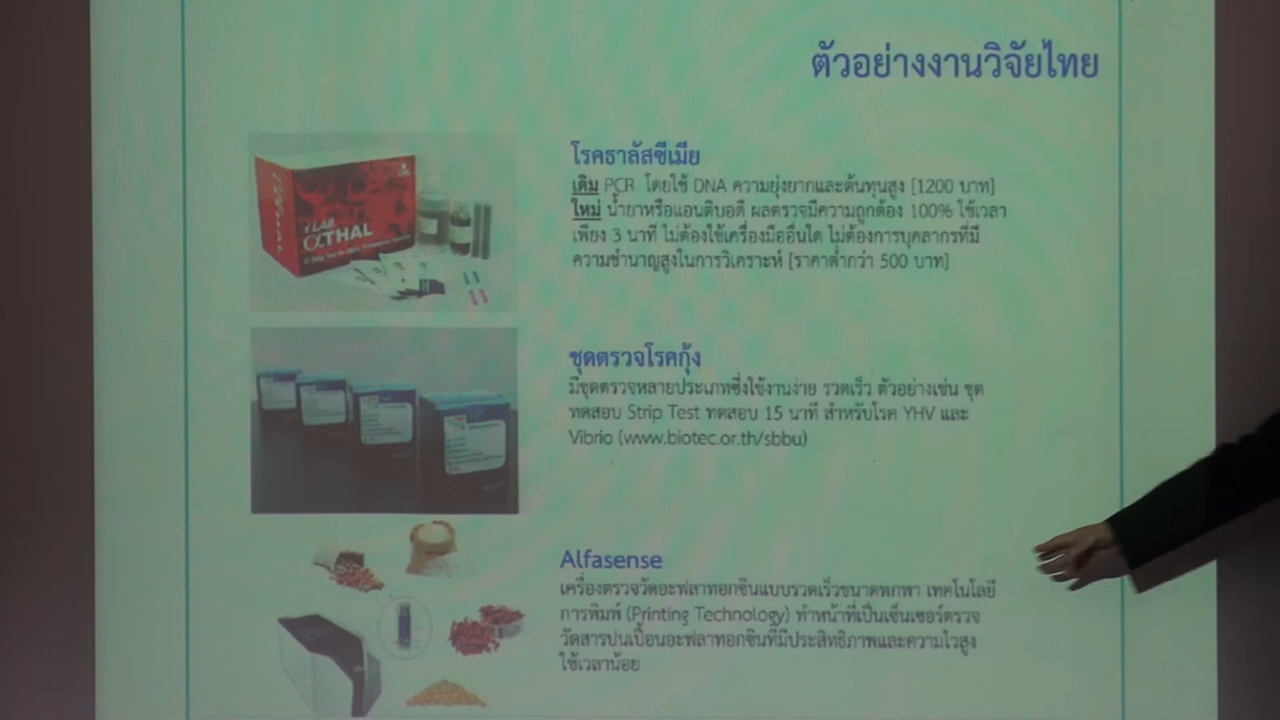 ตัวอย่างงานวิจัยไทย
โรคธาลัสซีเมีย
เดิม PCR โดยใช้ DNA ความยุ่งยากและต้นทุนสูง [1200 บาท]
ใหม่ น้ำยาหรือแอนติบอดี ผลตรวจมีความถูกต้อง 100% ใช้เวลา
เพียง 3 นาที ไม่ต้องใช้เครื่องมืออื่นใด ไม่ต้องการบุคลากรที่มี
ความชำนาญสูงในการวิเคราะห์ [ราคาต่ำกว่า 500 บาท]
i LAB
αTHAL
ชุดตรวจโรคกุ้ง
มีชุดตรวจหลายประเภทซึ่งใช้งานง่าย รวดเร็ว ตัวอย่างเช่น ชุด
ทดสอบ Strip Test ทดสอบ 15 นาที สำหรับโรค YHV และ
Vibrio (www.biotec.or.th/sbbu)
Alfasense
เครื่องตรวจวัดอะฟลาทอกซินแบบรวดเร็วขนาดพกพา เทคโนโลยี
การพิมพ์ (Printing Technology) ทำหน้าที่เป็นเซ็นเซอร์ตรวจ
วัดสารปนเปื้อนอะฟลาทอกซินที่มีประสิทธิภาพและความไวสูง
ใช้เวลาน้อย